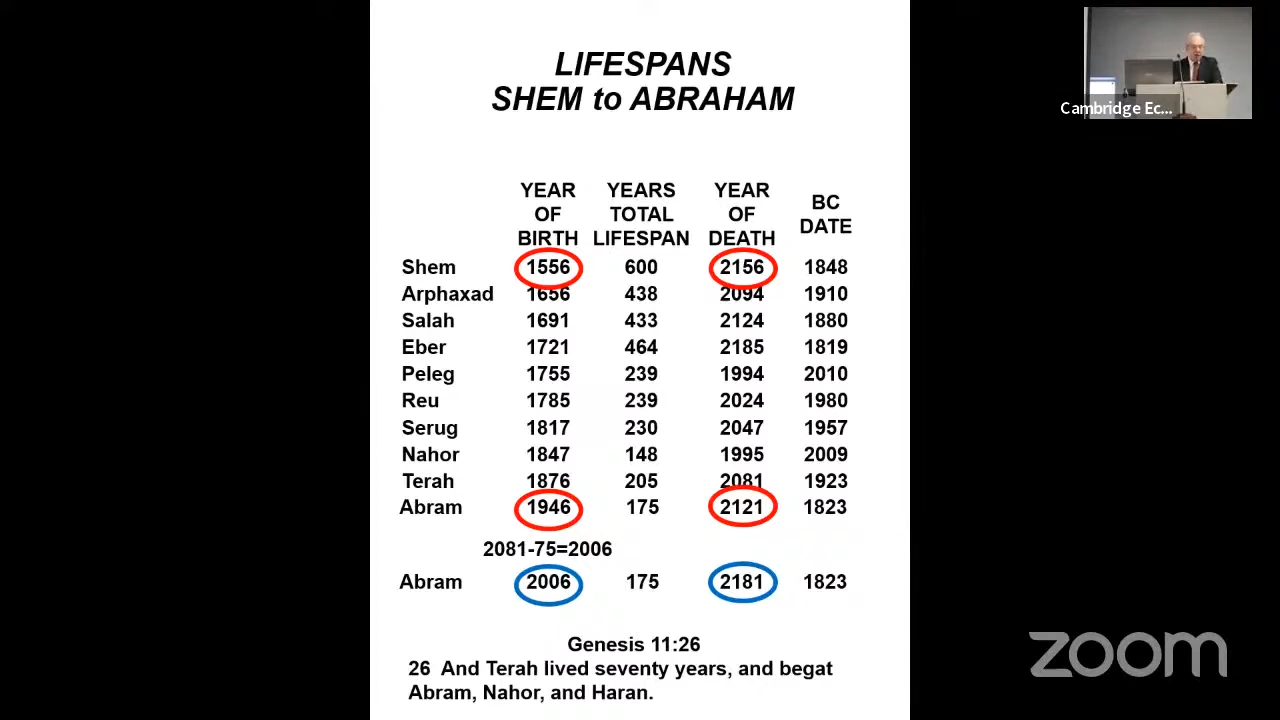 LIFESPANS
SHEM to ABRAHAM
Cambridge Ec...
YEAR OF BIRTH YEARS TOTAL LIFESPAN YEAR OF DEATH BC DATE
Shem 1556 600 2156 1848
Arphaxad 1656 438 2094 1910
Salah 1691 433 2124 1880
Eber 1721 464 2185 1819
Peleg 1755 239 1994 2010
Reu 1785 239 2024 1980
Serug 1817 230 2047 1957
Nahor 1847 148 1995 2009
Terah 1876 205 2081 1923
Abram 1946 175 2121 1823
2081-75=2006
Abram 2006 175 2181 1823
Genesis 11:26
26 And Terah lived seventy years, and begat
Abram, Nahor, and Haran.
zoom